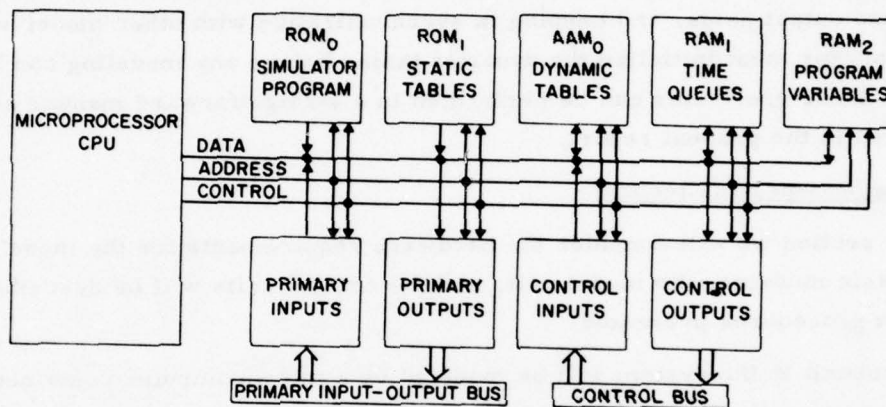 ROM0
SIMULATOR
PROGRAM
ROM1
STATIC
TABLES
AAM0
DYNAMIC
TABLES
RAM1
TIME
QUEUES
RAM2
PROGRAM
VARIABLES
MICROPROCESSOR
CPU
DATA
ADDRESS
CONTROL
PRIMARY
INPUTS
PRIMARY
OUTPUTS
CONTROL
INPUTS
CONTROL
OUTPUTS
PRIMARY INPUT-OUTPUT BUS
CONTROL BUS